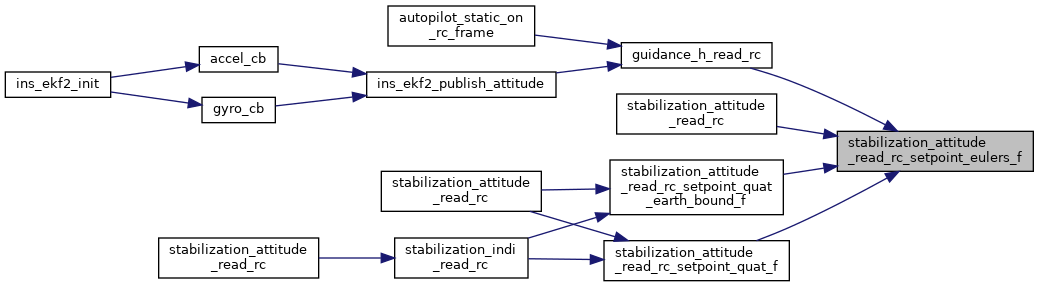 autopilot_static_on
_rc_frame
guidance_h_read_rc
accel_cb
ins_ekf2_init
ins_ekf2_publish_attitude
gyro_cb
stabilization_attitude
_read_rc
stabilization_attitude
_read_rc_setpoint_eulers_f
stabilization_attitude
_read_rc_setpoint_quat
_earth_bound_f
stabilization_attitude
_read_rc
stabilization_attitude
_read_rc
stabilization_indi
_read_rc
stabilization_attitude
_read_rc_setpoint_quat_f